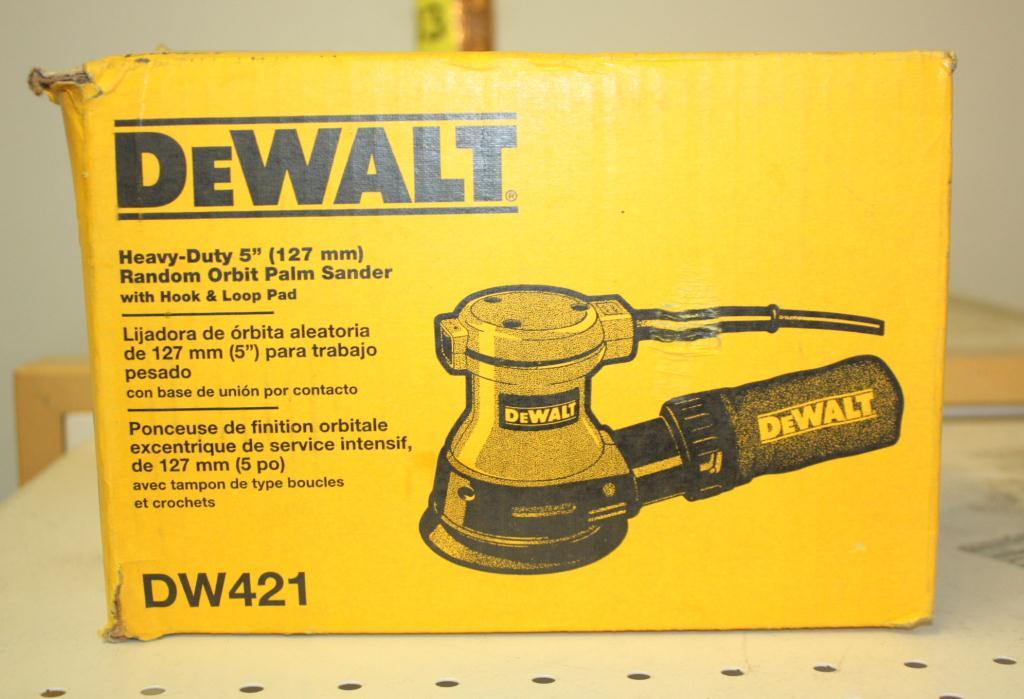 DEWALT®
Heavy-Duty 5" (127 mm)
Random Orbit Palm Sander
with Hook & Loop Pad
Lijadora de órbita aleatoria
de 127 mm (5") para trabajo
pesado
con base de unión por contacto
Ponceuse de finition orbitale
excentrique de service intensif,
de 127 mm (5 po)
avec tampon de type boucles
et crochets
DW421
DEWALT
DEWALT